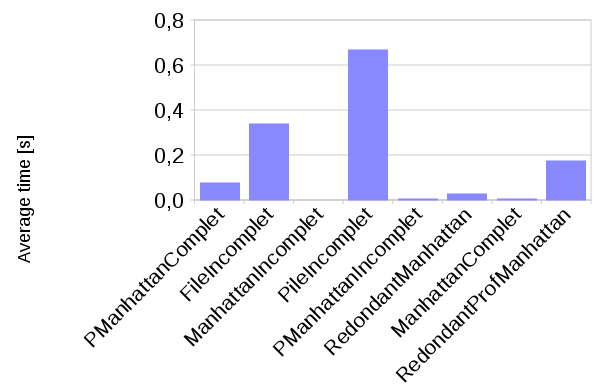 Average time [s]
0,8
0,6
0,4
0,2
0,0
PManhattanComplet
FileIncomplet
ManhattanIncomplet
PileIncomplet
PManhattanIncomplet
RedondantManhattan
ManhattanComplet
RedondantProfManhattan